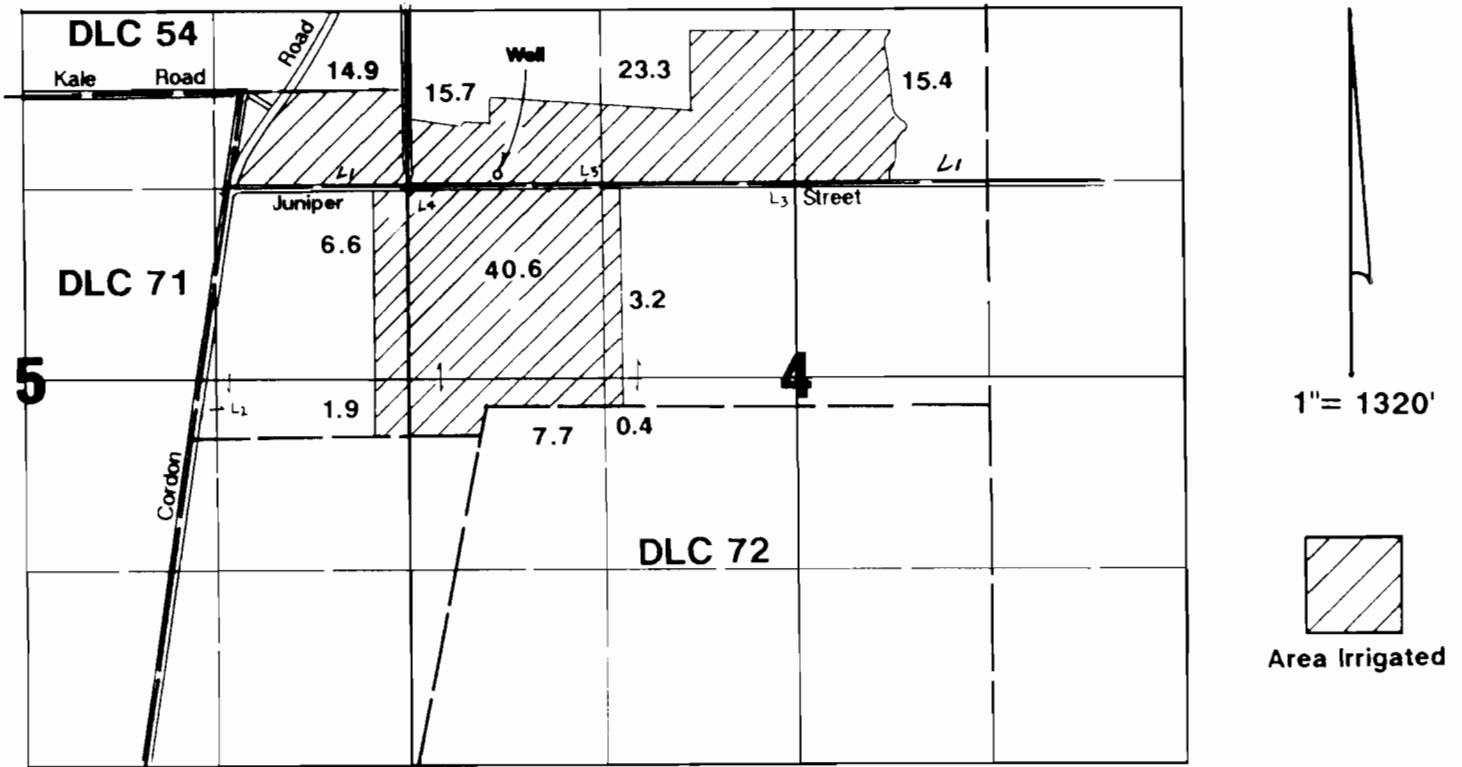 DLC 54
Road
Kale Road
14.9
15.7
Well
23.3
15.4
L1
L3
L1
Juniper
L4
L3 Street
6.6
40.6
DLC 71
3.2
5
4
1"= 1320'
L2
1.9
7.7
0.4
Cordon
DLC 72
Area Irrigated